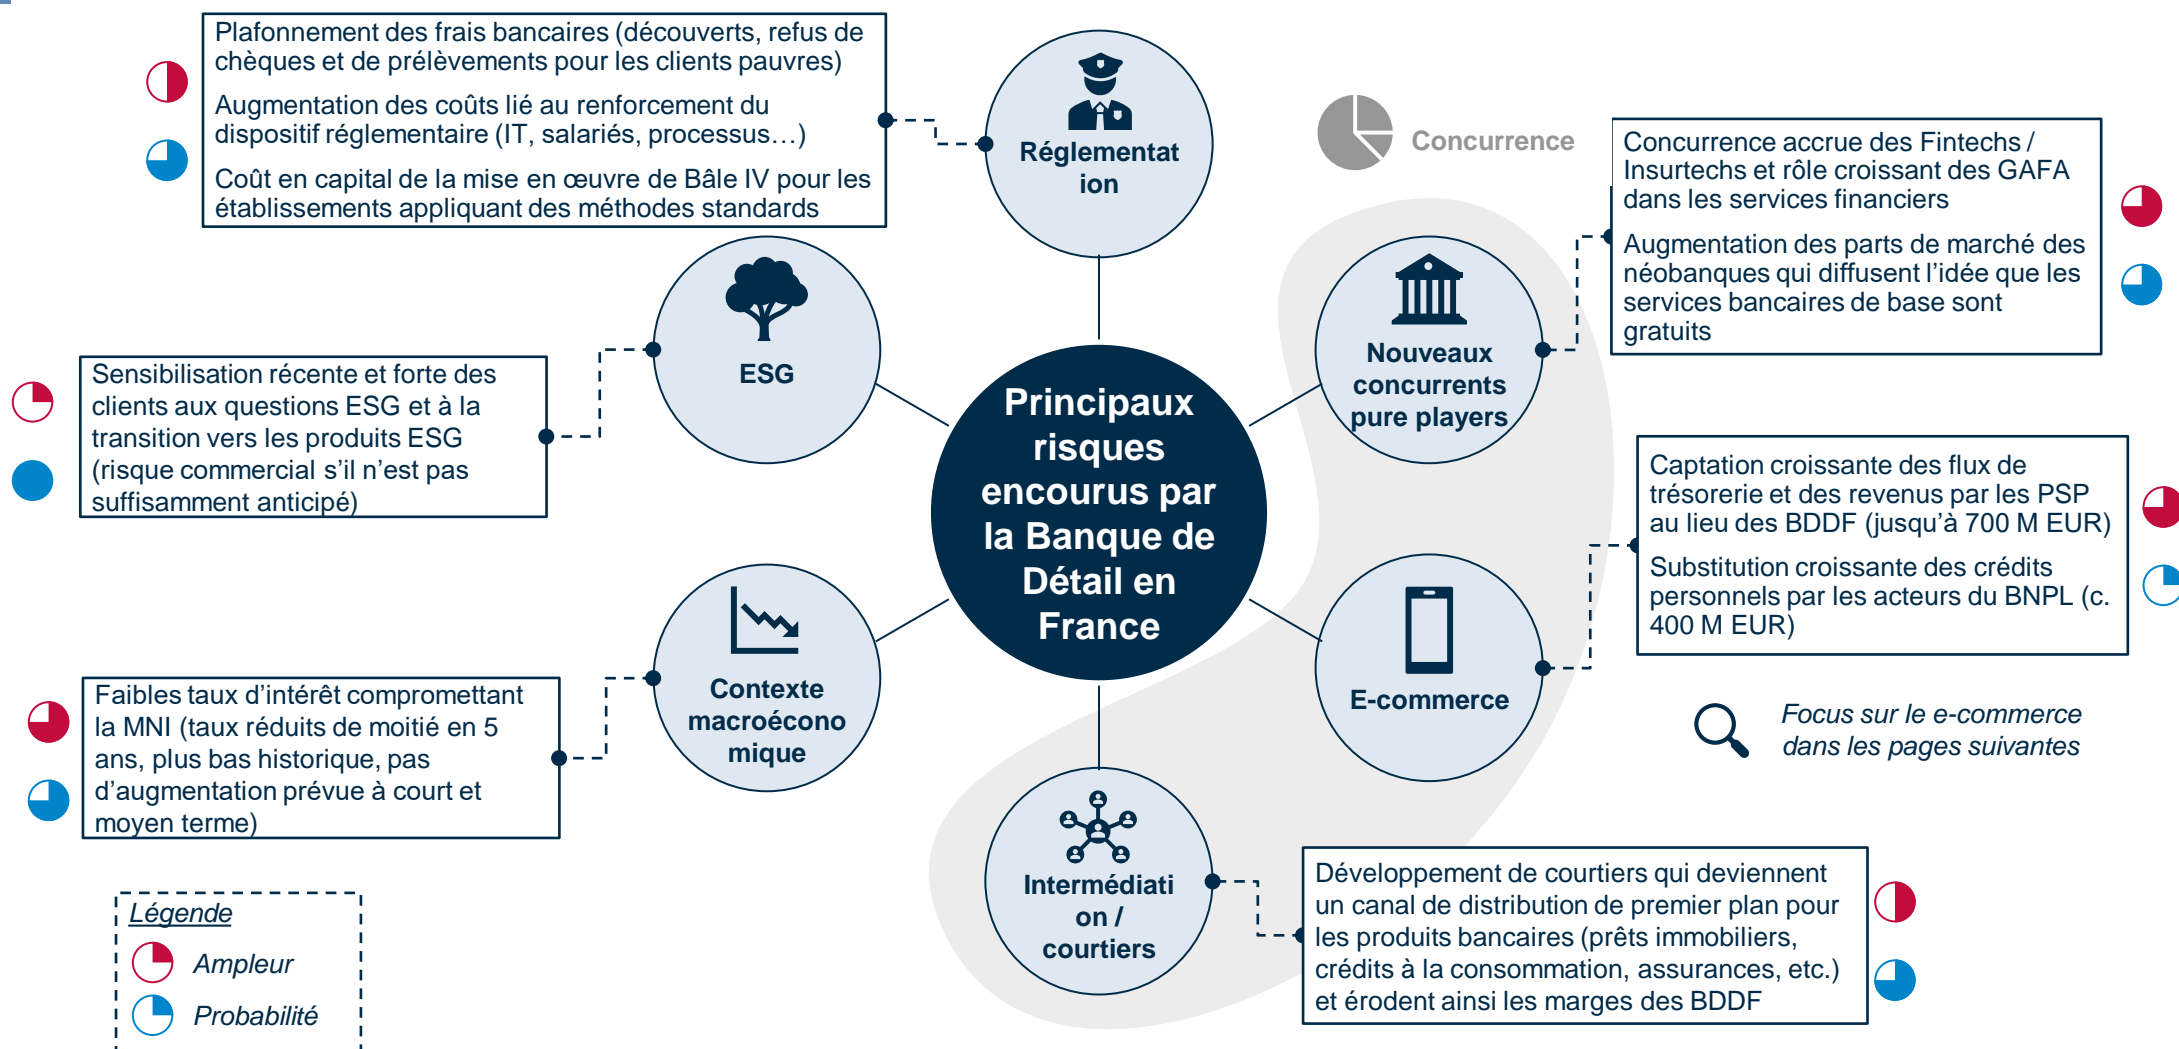 Plafonnement des frais bancaires (découverts, refus de
chèques et de prélèvements pour les clients pauvres)
Augmentation des coûts lié au renforcement du
dispositif réglementaire (IT, salariés, processus…)
Coût en capital de la mise en œuvre de Bâle IV pour les
établissements appliquant des méthodes standards
Réglementat
ion
Concurrence
Concurrence accrue des Fintechs /
Insurtechs et rôle croissant des GAFA
dans les services financiers
Augmentation des parts de marché des
néobanques qui diffusent l’idée que les
services bancaires de base sont
gratuits
ESG
Nouveaux
concurrents
pure players
Sensibilisation récente et forte des
clients aux questions ESG et à la
transition vers les produits ESG
(risque commercial s’il n’est pas
suffisamment anticipé)
Principaux
risques
encourus par
la Banque de
Détail en
France
Captation croissante des flux de
trésorerie et des revenus par les PSP
au lieu des BDDF (jusqu’à 700 M EUR)
Substitution croissante des crédits
personnels par les acteurs du BNPL (c.
400 M EUR)
Contexte
macroécono
mique
E-commerce
Faibles taux d’intérêt compromettant
la MNI (taux réduits de moitié en 5
ans, plus bas historique, pas
d’augmentation prévue à court et
moyen terme)
Focus sur le e-commerce
dans les pages suivantes
Intermédiati
on /
courtiers
Développement de courtiers qui deviennent
un canal de distribution de premier plan pour
les produits bancaires (prêts immobiliers,
crédits à la consommation, assurances, etc.)
et érodent ainsi les marges des BDDF
Légende
Ampleur
Probabilité